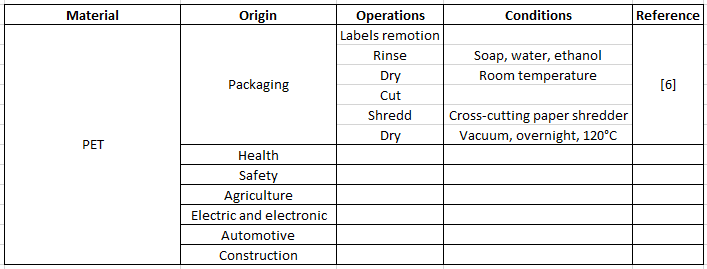 Material Origin Operations Conditions Reference
Labels remotion
Rinse Soap, water, ethanol
Dry Room temperature
Packaging [6]
Cut
Shredd Cross-cutting paper shredder
Dry Vacuum, overnight, 120°C
PET
Health
Safety
Agriculture
Electric and electronic
Automotive
Construction